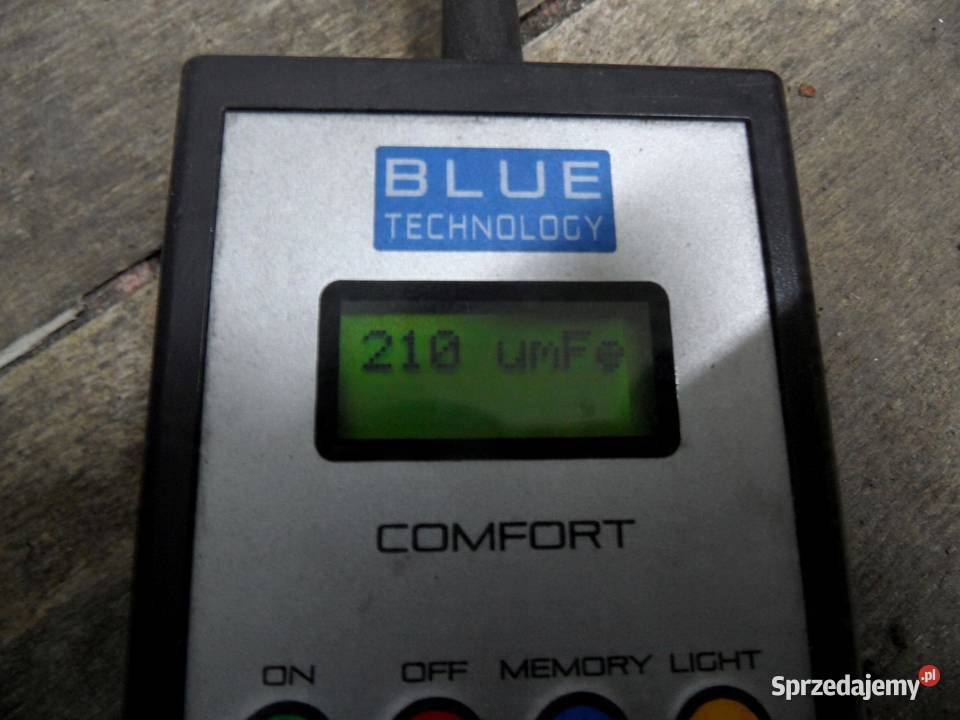 BLUE
TECHNOLOGY
210 umFe
COMFORT
ON OFF MEMORY LIGHT
Sprzedajemy.pl